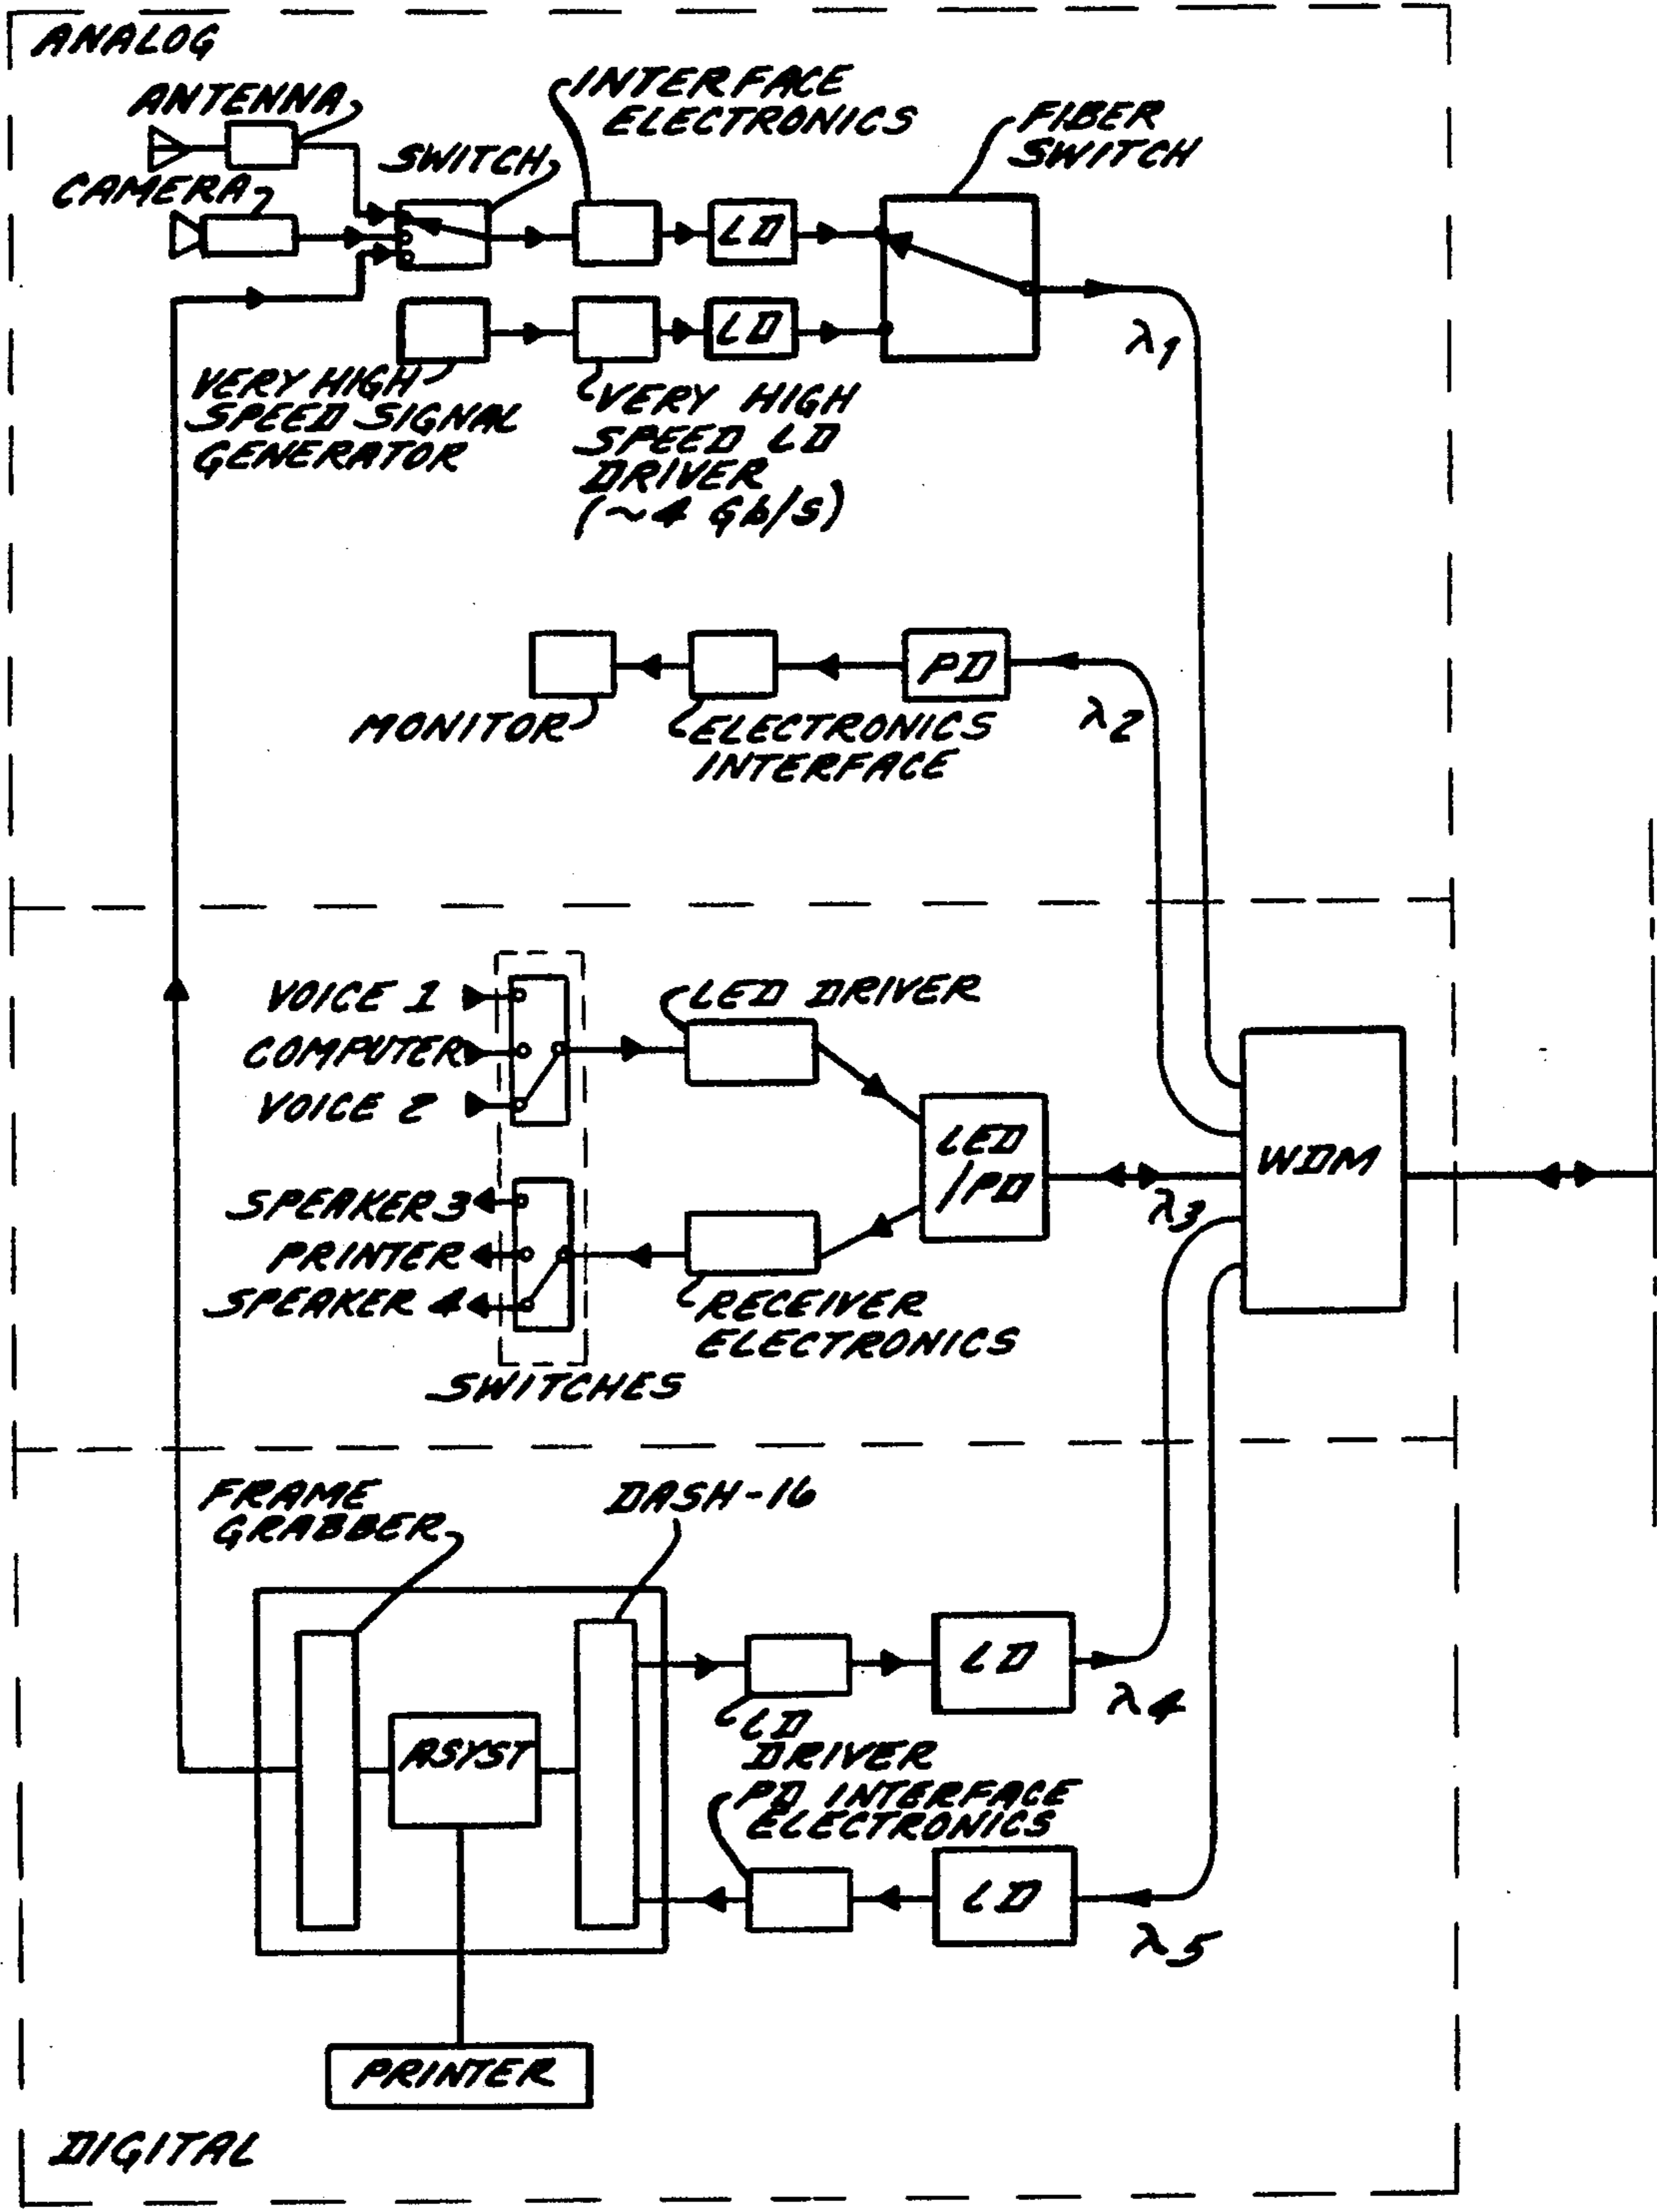 ANALOG
ANTENNA
INTERFACE
ELECTRONICS
FIBER
SWITCH
SWITCH
CAMERA
LD
LD
λ1
VERY HIGH
SPEED SIGNAL
GENERATOR
VERY HIGH
SPEED LD
DRIVER
(~4 Gb/s)
PD
MONITOR
ELECTRONICS
INTERFACE
λ2
VOICE 1
COMPUTER
VOICE 2
LED DRIVER
LED
/PD
WDM
λ3
SPEAKER 3
PRINTER
SPEAKER 4
RECEIVER
ELECTRONICS
SWITCHES
FRAME
GRABBER
DASH-16
LD
λ4
LD
DRIVER
ASYST
PD INTERFACE
ELECTRONICS
LD
λ5
PRINTER
DIGITAL